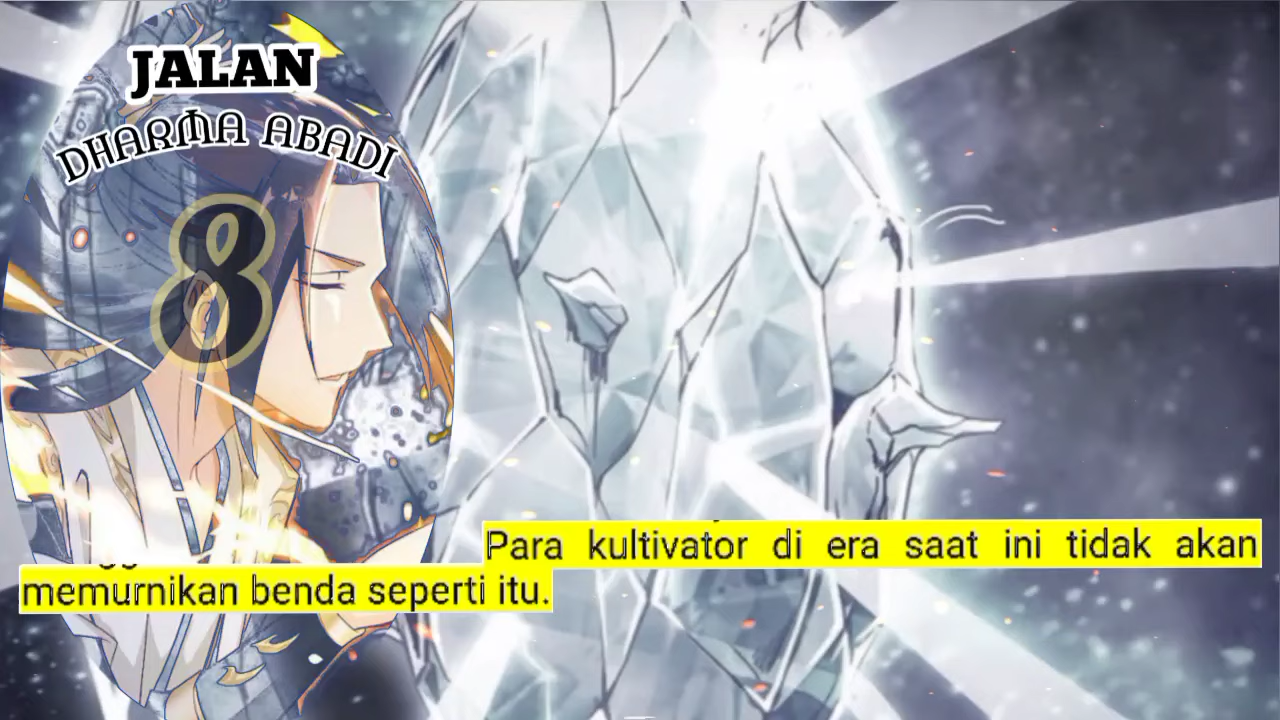 JALAN
DHARMA ABADI
8
Para kultivator di era saat ini tidak akan
memurnikan benda seperti itu.